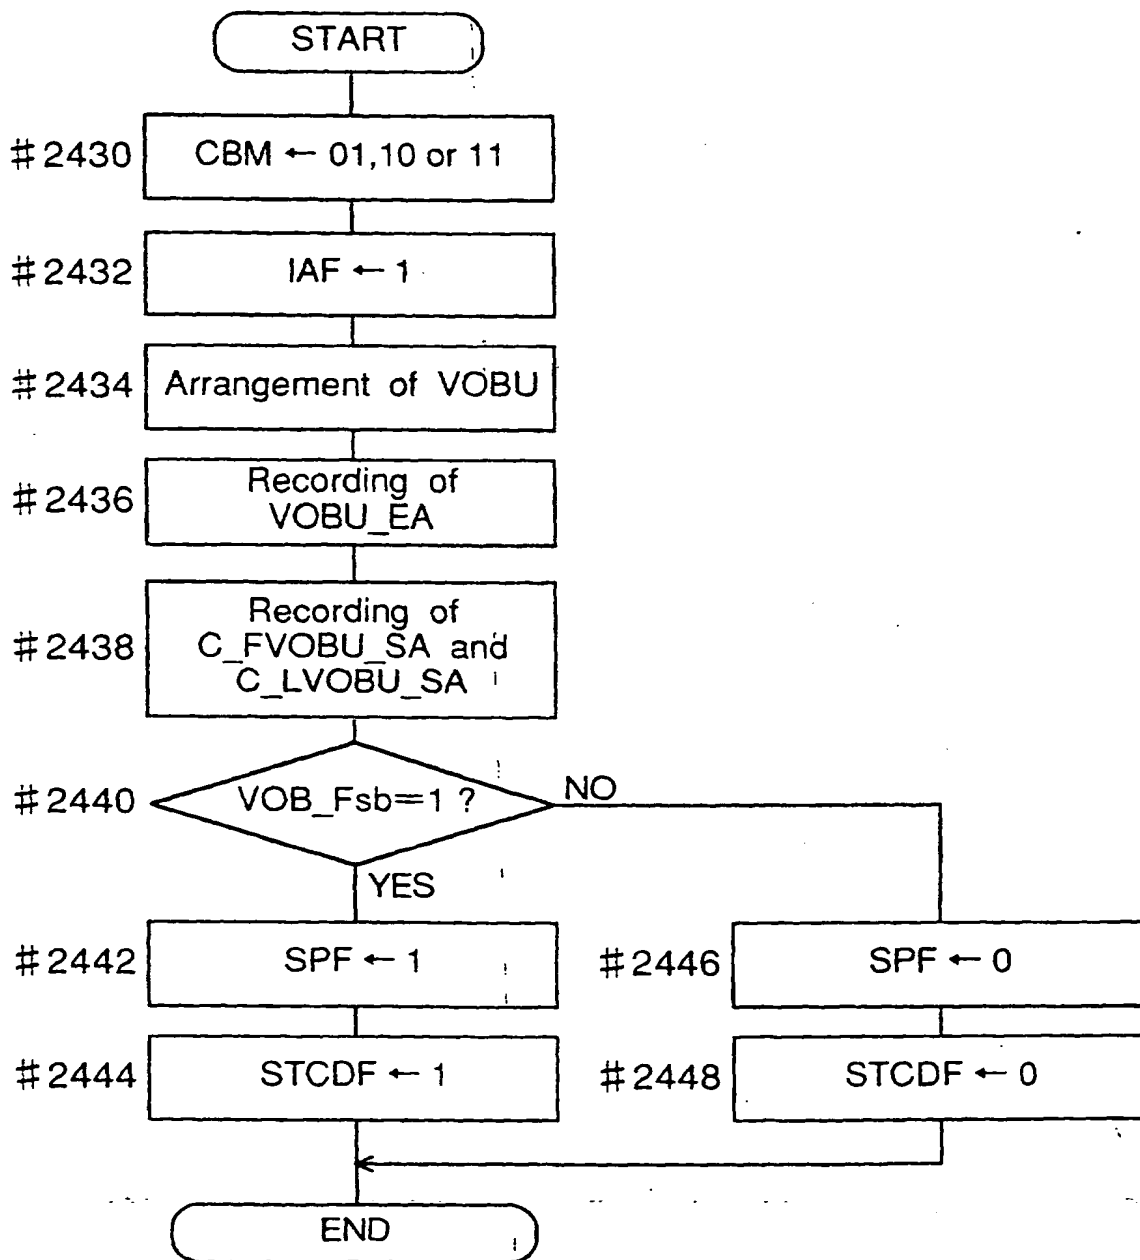 START
#2430
CBM ← 01,10 or 11
#2432
IAF ← 1
#2434
Arrangement of VOBU
#2436
Recording of
VOBU_EA
#2438
Recording of
C_FVOBU_SA and
C_LVOBU_SA
#2440
VOB_Fsb=1 ?
NO
YES
#2442
SPF ← 1
#2446
SPF ← 0
#2444
STCDF ← 1
#2448
STCDF ← 0
END